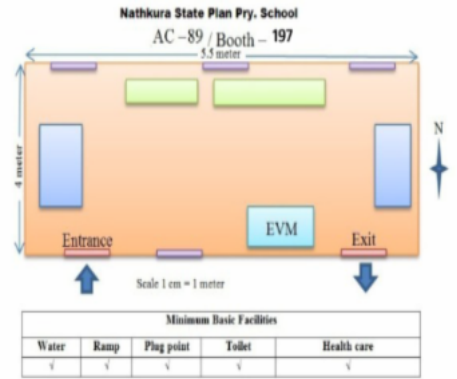 Nathkura State Plan Pry. School
AC -89 / Booth - 197
5.5 meter
4 meter
N
EVM
Entrance
Exit
Scale 1 cm = 1 meter
Minimum Basic Facilities
Water Ramp Plug point Toilet Health care
√ √ √ √ √